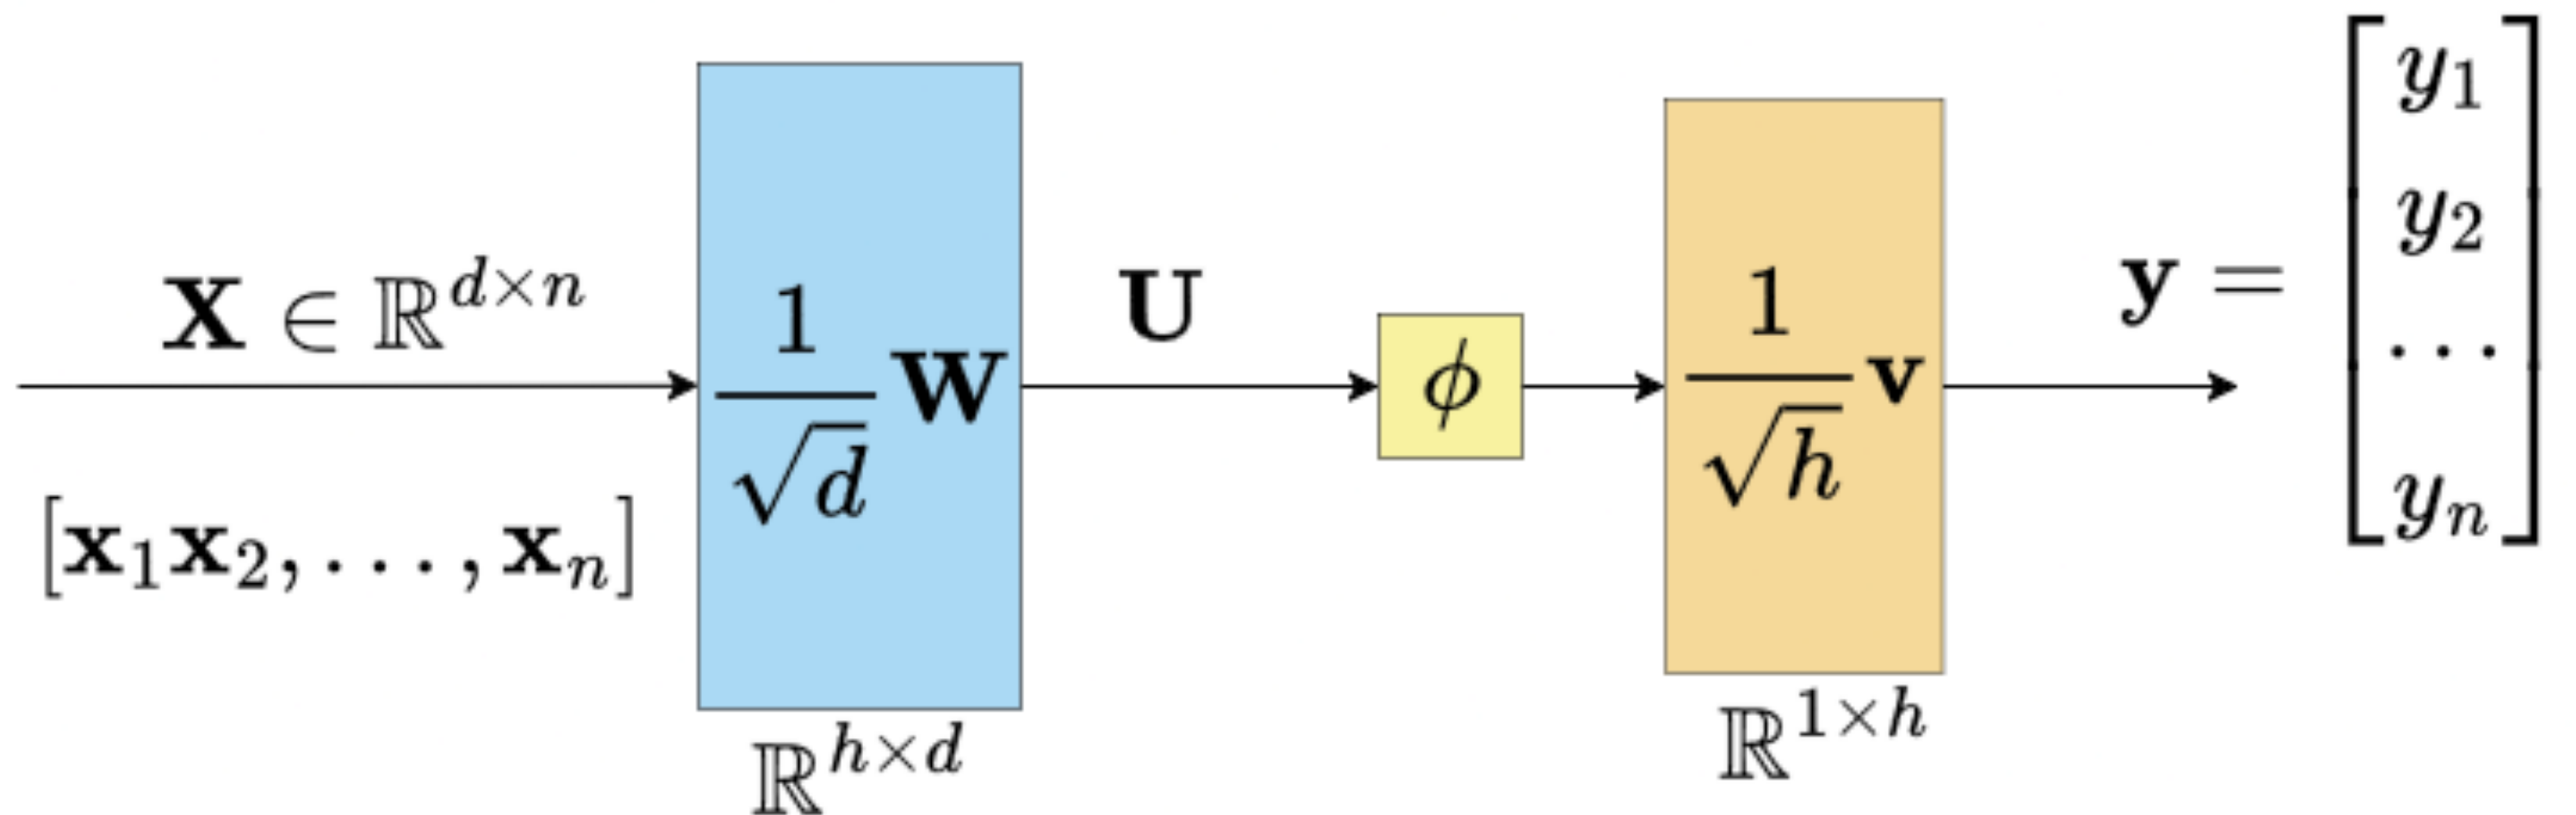 𝐗 ∈ ℝ^{d×n}
[𝐱₁𝐱₂, . . . , 𝐱ₙ]
1/√d 𝐖
ℝ^{h×d}
𝐔
ϕ
1/√h 𝐯
ℝ^{1×h}
𝐲 =
y₁
y₂
. . .
yₙ